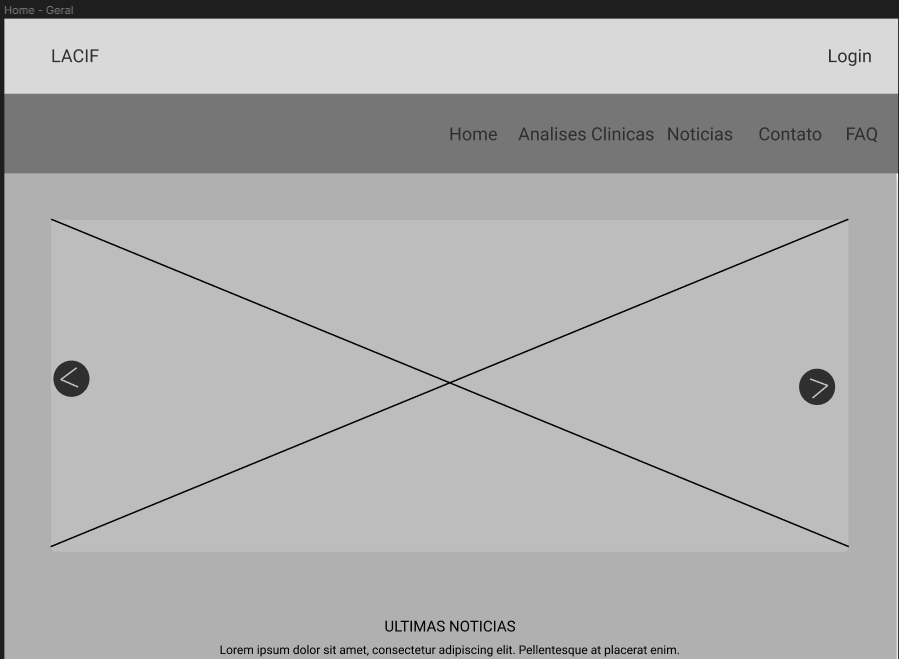 Home - Geral
LACIF Login
Home Analises Clinicas Noticias Contato FAQ
ULTIMAS NOTICIAS
Lorem ipsum dolor sit amet, consectetur adipiscing elit. Pellentesque at placerat enim.